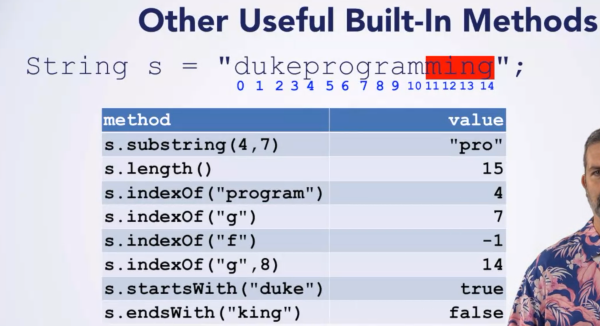 Other Useful Built-In Methods
String s = "dukeprogramming";
0 1 2 3 4 5 6 7 8 9 10 11 12 13 14
method value
s.substring(4,7) "pro"
s.length() 15
s.indexOf("program") 4
s.indexOf("g") 7
s.indexOf("f") -1
s.indexOf("g",8) 14
s.startsWith("duke") true
s.endsWith("king") false